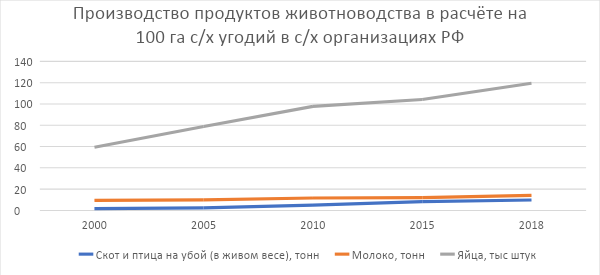 Производство продуктов животноводства в расчёте на
100 га с/х угодий в с/х организациях РФ
140
120
100
80
60
40
20
0
2000 2005 2010 2015 2018
Скот и птица на убой (в живом весе), тонн Молоко, тонн Яйца, тыс штук